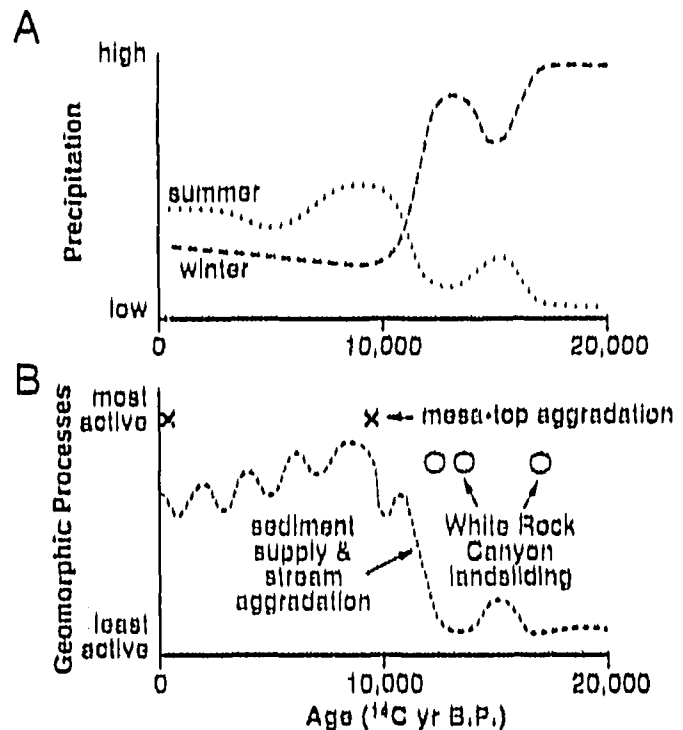 A
high
Precipitation
summer
winter
low
0
10,000
20,000
B
Geomorphic Processes
most
active
mesa-top aggradation
sediment
supply &
stream
aggradation
White Rock
Canyon
landsliding
least
active
0
10,000
20,000
Age (¹⁴C yr B.P.)